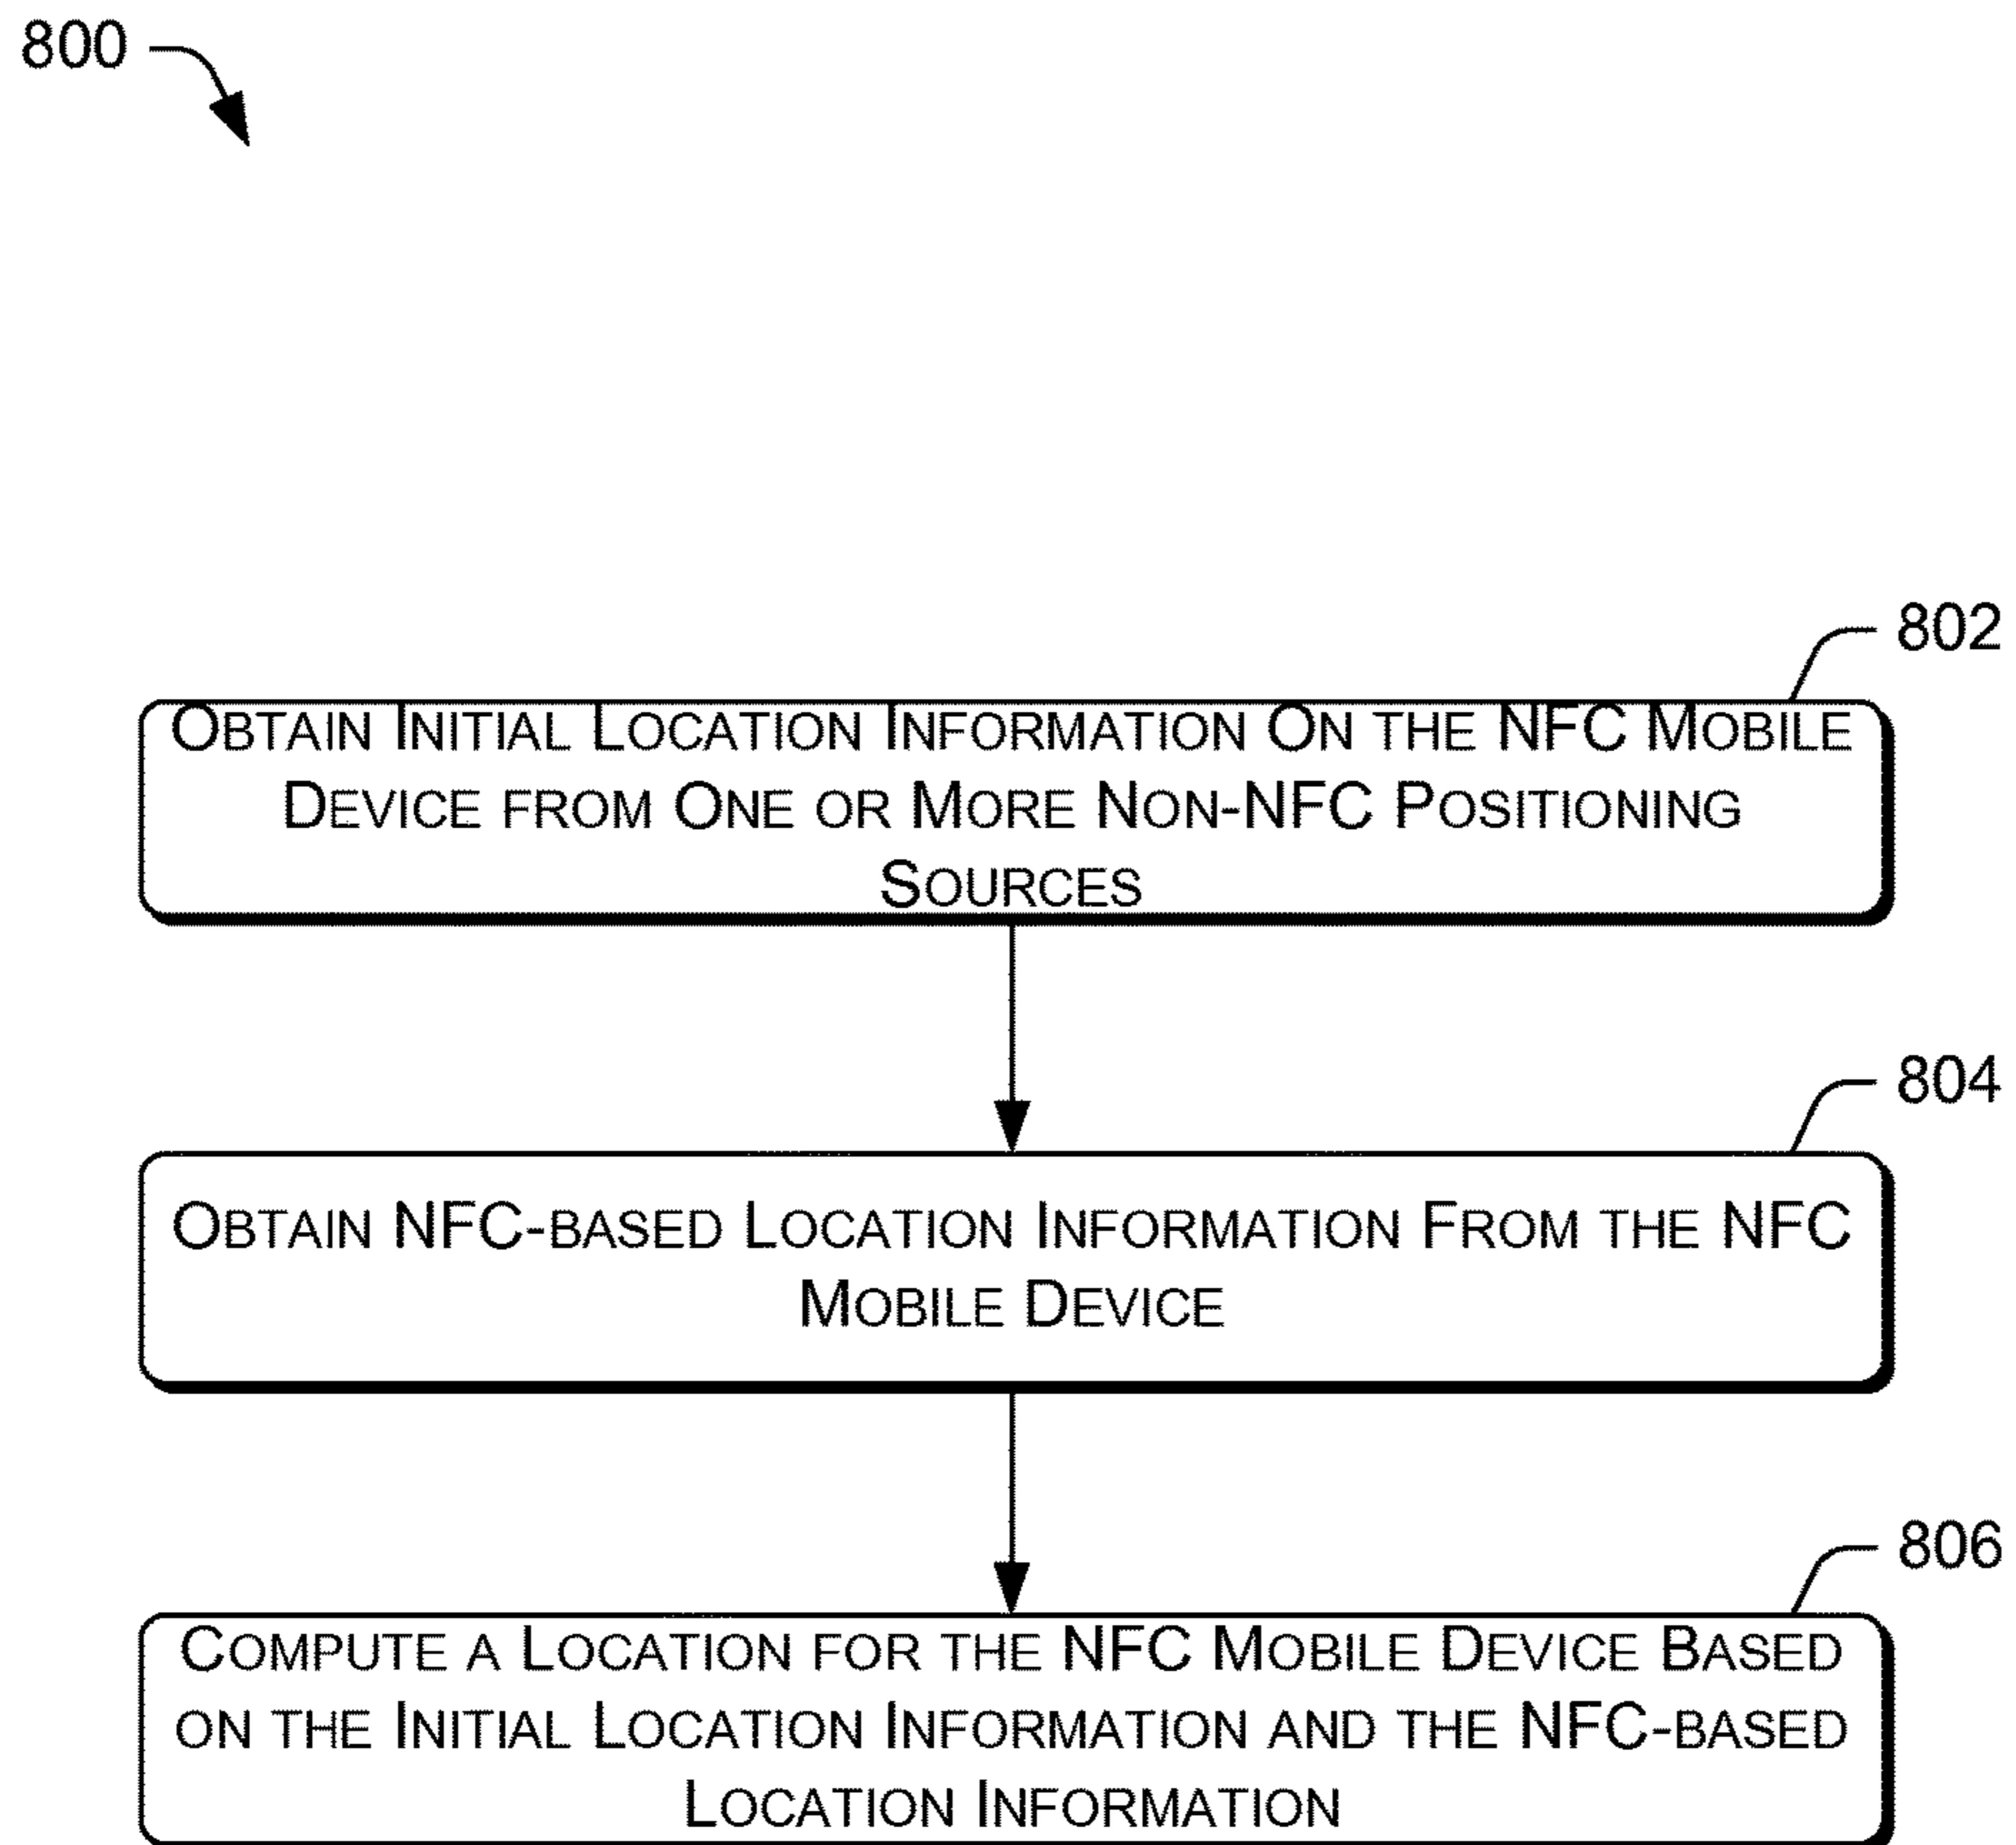 800
802
Obtain Initial Location Information On the NFC Mobile
Device from One or More Non-NFC Positioning
Sources
804
Obtain NFC-based Location Information From the NFC
Mobile Device
806
Compute a Location for the NFC Mobile Device Based
on the Initial Location Information and the NFC-based
Location Information